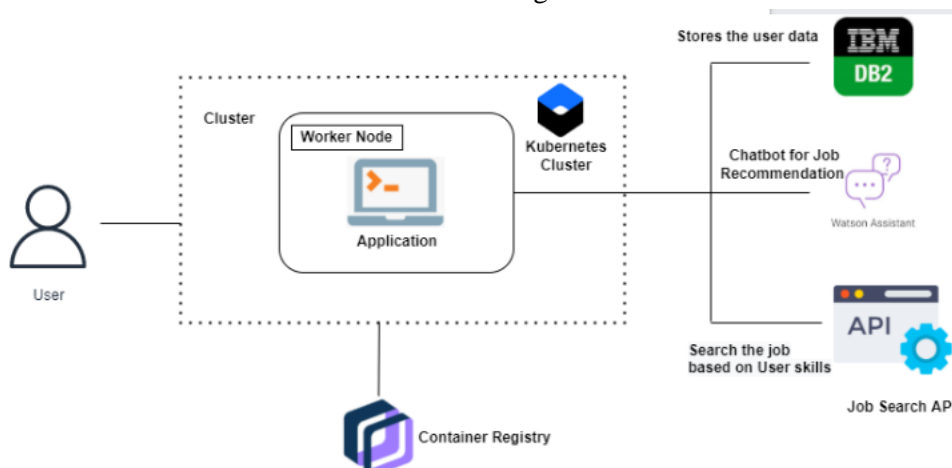 Stores the user data
IBM
DB2
Cluster
Worker Node
Kubernetes
Cluster
Chatbot for Job
Recommendation
?
Watson Assistant
Application
User
API
Search the job
based on User skills
Job Search AP
Container Registry